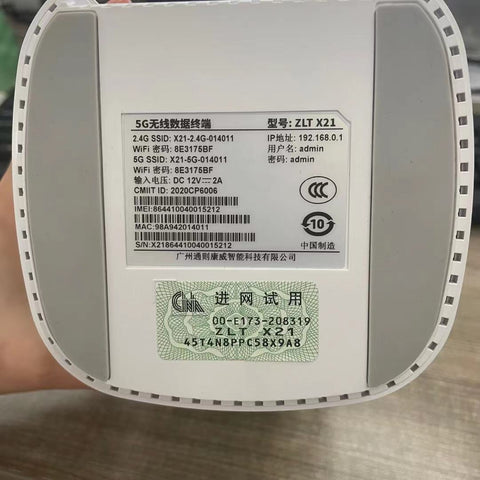 5G无线数据终端 型号: ZLT X21
2.4G SSID: X21-2.4G-014011 IP地址: 192.168.0.1
WiFi 密码: 8E3175BF 用户名: admin
5G SSID: X21-5G-014011 密码: admin
WiFi 密码: 8E3175BF
输入电压: DC 12V⎓2A
CMIIT ID: 2020CP6006
CCC
IMEI:864410040015212
10
MAC:98A942014011
S/N:X21864410040015212 中国制造
广州通则康威智能科技有限公司
进网试用
00-E173-208319
ZLT X21
45T4N8PPC58X9A8